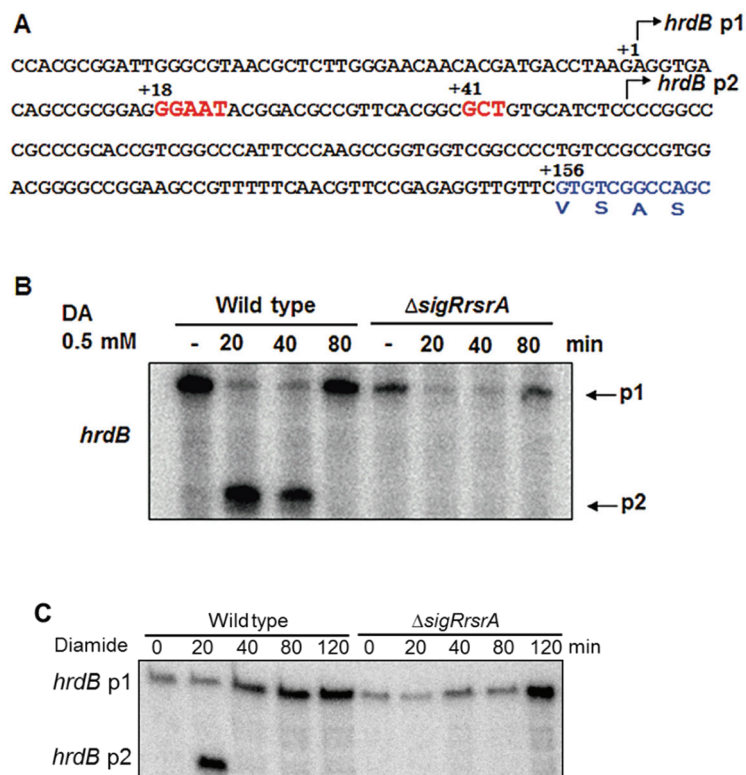 A
+1 hrdB p1
CCACGCGGATTGGGCGTAACGCTCTTGGGAACAACACGATGACCTAAGAGGTGA
+18 +41 hrdB p2
CAGCCGCGGAGGGAATACGGACGCCGTTCACGGCGCTGTGCATCTCCCCGGCC
CGCCCGCACCGTCGGCCCATTCCCAAGCCGGTGGTCGGCCCCTGTCCGCCGTGG
+156
ACGGGGCCGGAAGCCGTTTTTCAACGTTCCGAGAGGTTGTTCGTGTCGGCCAGC
V S A S
B
DA Wild type ΔsigRrsrA
0.5 mM - 20 40 80 - 20 40 80 min
p1
hrdB
p2
C
Wild type ΔsigRrsrA
Diamide 0 20 40 80 120 0 20 40 80 120 min
hrdB p1
hrdB p2